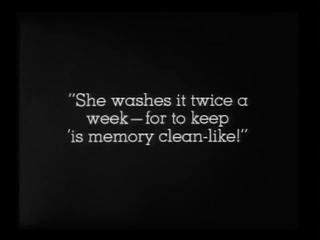 "She washes it twice a
week—for to keep
'is memory clean-like!"